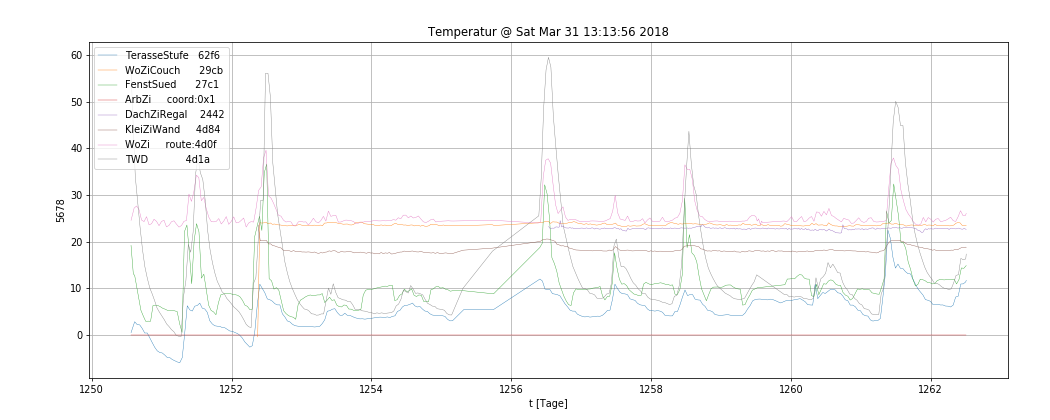 Temperatur @ Sat Mar 31 13:13:56 2018
60
50
40
30
20
10
0
5678
TerasseStufe 62f6
WoZiCouch 29cb
FenstSued 27c1
ArbZi coord:0x1
DachZiRegal 2442
KleiZiWand 4d84
WoZi route:4d0f
TWD 4d1a
1250 1252 1254 1256 1258 1260 1262
t [Tage]